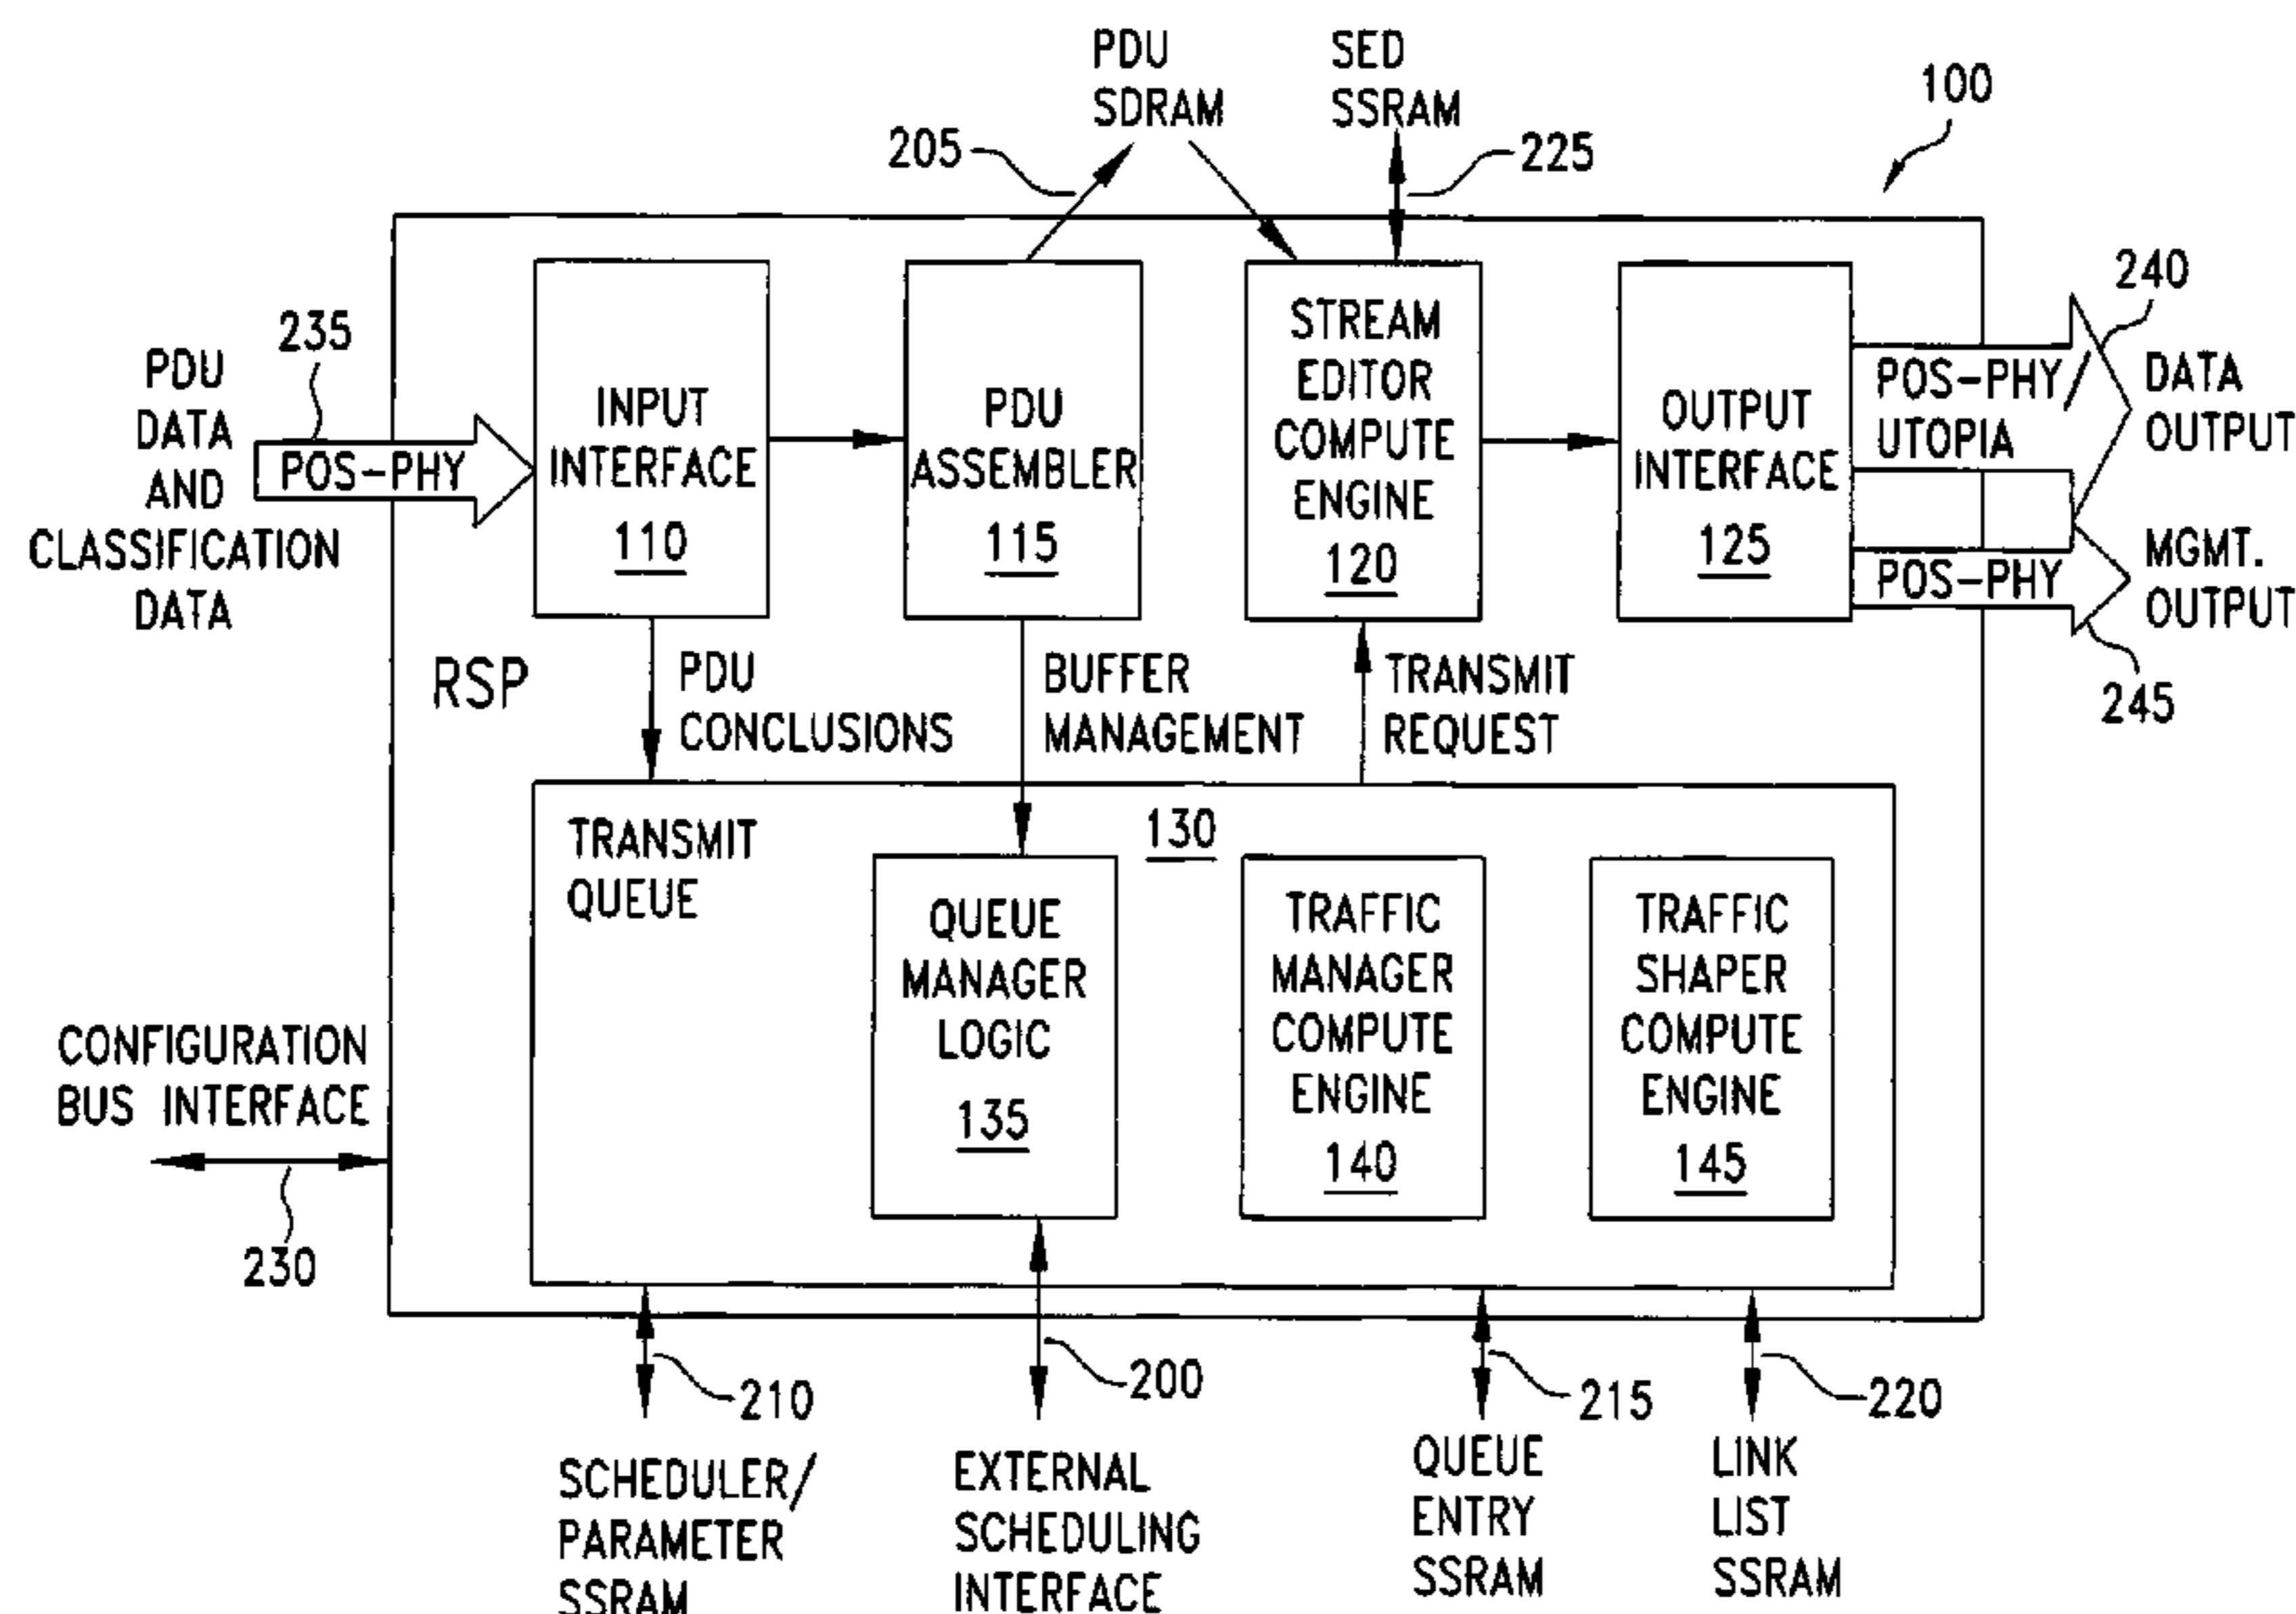 PDU
SDRAM
SED
SSRAM
100
205
225
235
240
PDU
DATA
AND
CLASSIFICATION
DATA
POS-PHY
INPUT
INTERFACE
110
PDU
ASSEMBLER
115
STREAM
EDITOR
COMPUTE
ENGINE
120
OUTPUT
INTERFACE
125
POS-PHY/
UTOPIA
DATA
OUTPUT
POS-PHY
MGMT.
OUTPUT
245
RSP
PDU
CONCLUSIONS
BUFFER
MANAGEMENT
TRANSMIT
REQUEST
TRANSMIT
QUEUE
130
QUEUE
MANAGER
LOGIC
135
TRAFFIC
MANAGER
COMPUTE
ENGINE
140
TRAFFIC
SHAPER
COMPUTE
ENGINE
145
CONFIGURATION
BUS INTERFACE
230
210
200
215
220
SCHEDULER/
PARAMETER
SSRAM
EXTERNAL
SCHEDULING
INTERFACE
QUEUE
ENTRY
SSRAM
LINK
LIST
SSRAM